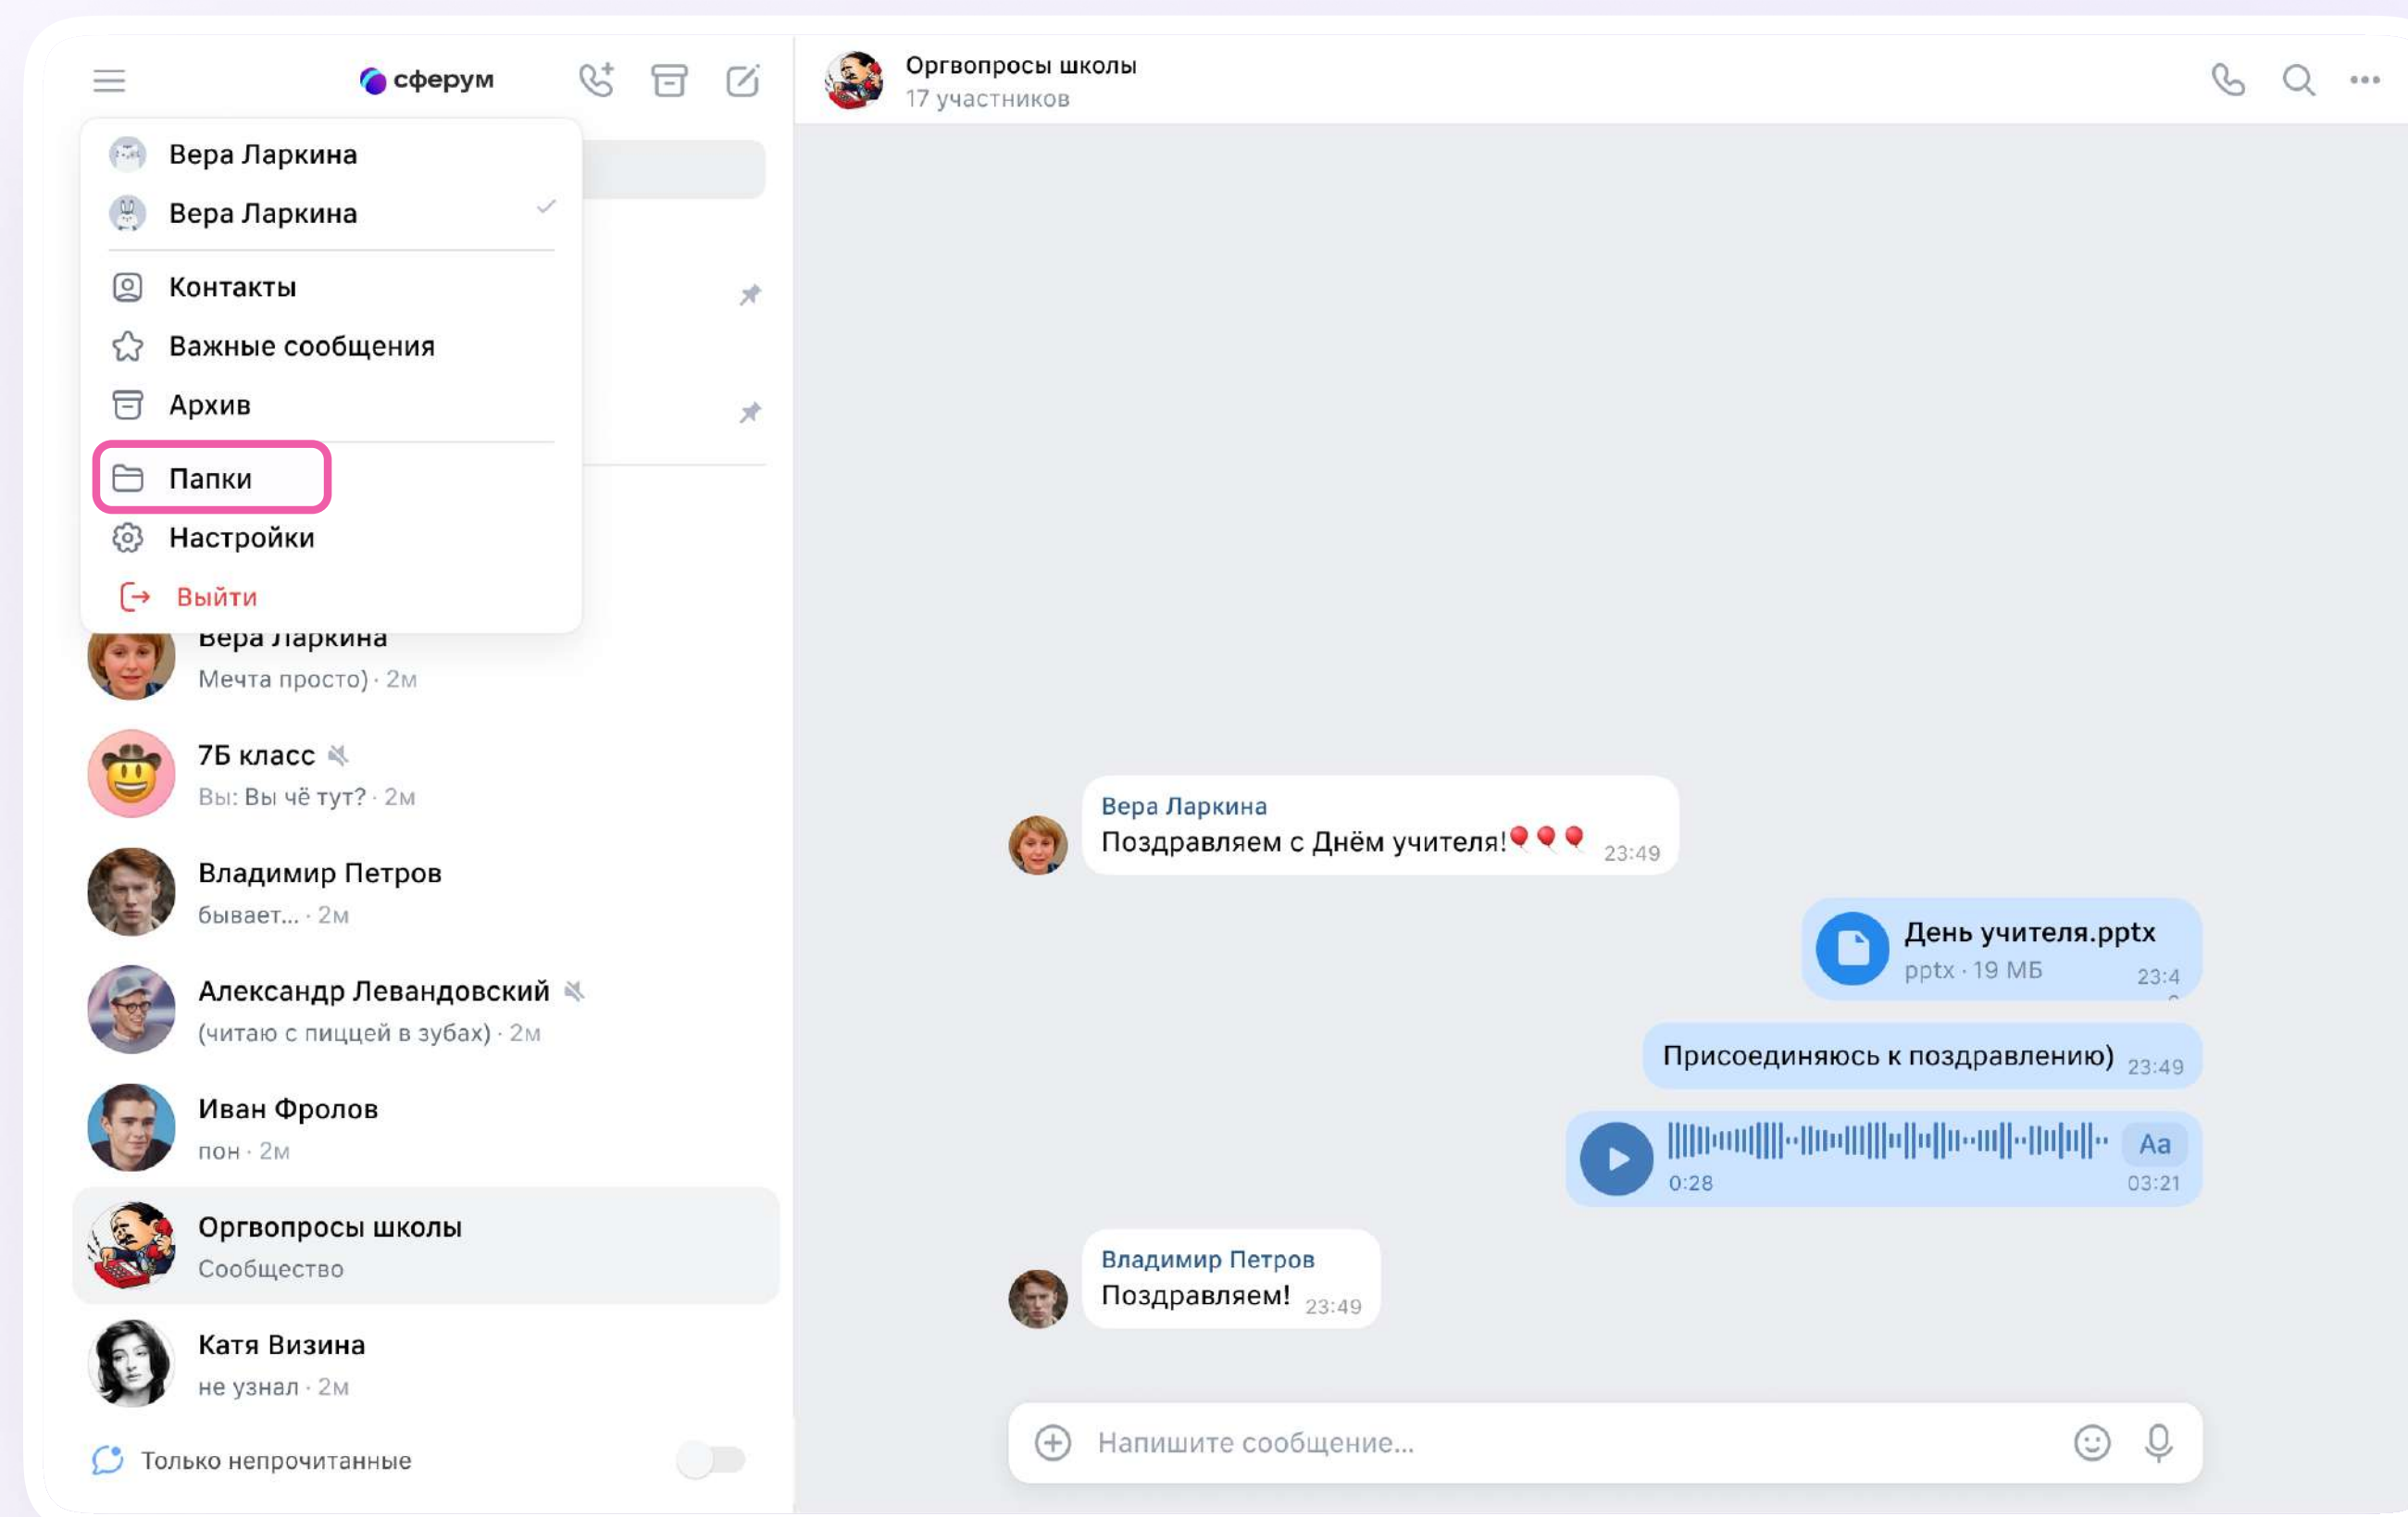 сферум
Вера Ларкина
Вера Ларкина
Контакты
Важные сообщения
Архив
Папки
Настройки
Выйти
Вера Ларкина
Мечта просто) · 2м
7Б класс
Вы: Вы чё тут? · 2м
Владимир Петров
бывает... · 2м
Александр Левандовский
(читаю с пиццей в зубах) · 2м
Иван Фролов
пон · 2м
Оргвопросы школы
Сообщество
Катя Визина
не узнал · 2м
Только непрочитанные
Оргвопросы школы
17 участников
Вера Ларкина
Поздравляем с Днём учителя!🎈🎈🎈 23:49
День учителя.pptx
pptx · 19 МБ 23:4
Присоединяюсь к поздравлению) 23:49
Aa
0:28 03:21
Владимир Петров
Поздравляем! 23:49
Напишите сообщение...